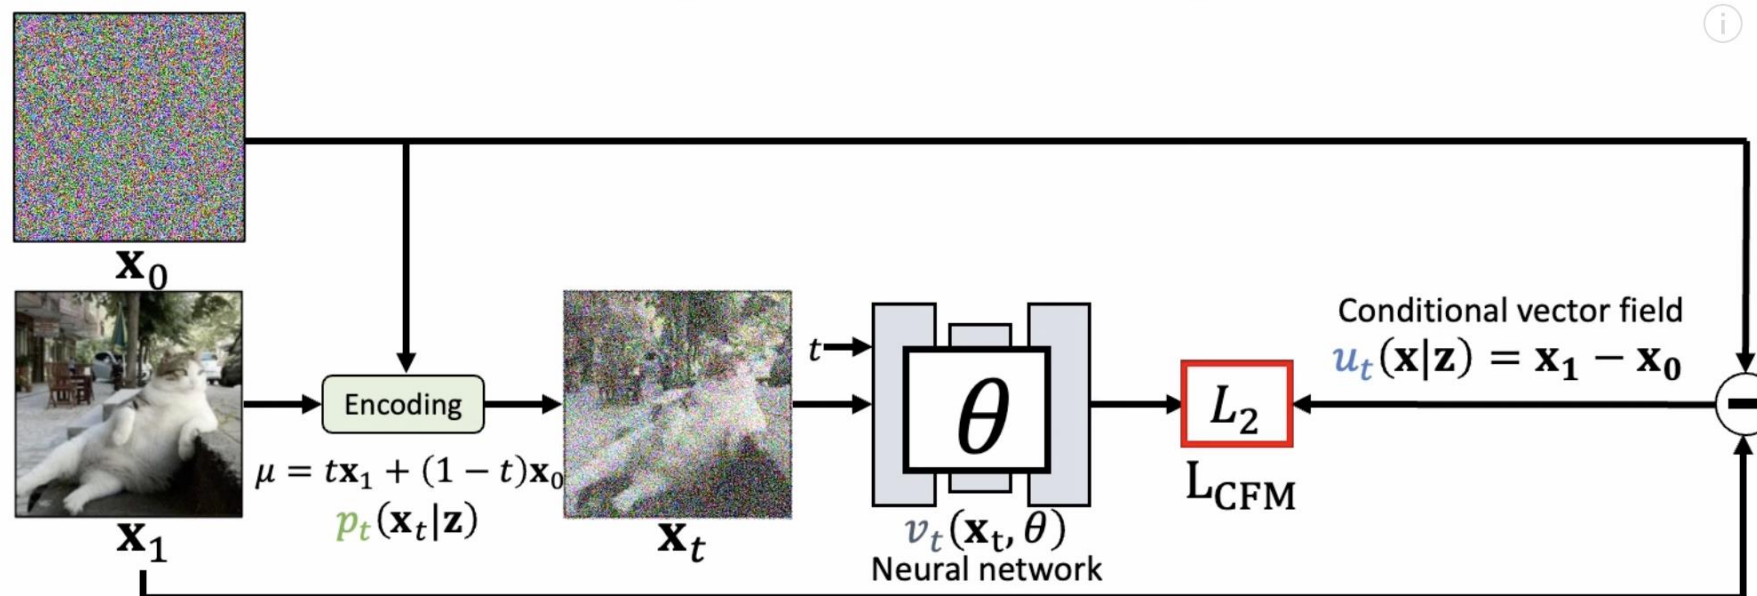 x₀
x₁
Encoding
μ = tx₁ + (1 − t)x₀
pₜ(xₜ|z)
xₜ
t
θ
vₜ(xₜ, θ)
Neural network
L₂
L_CFM
Conditional vector field
uₜ(x|z) = x₁ − x₀
−
i